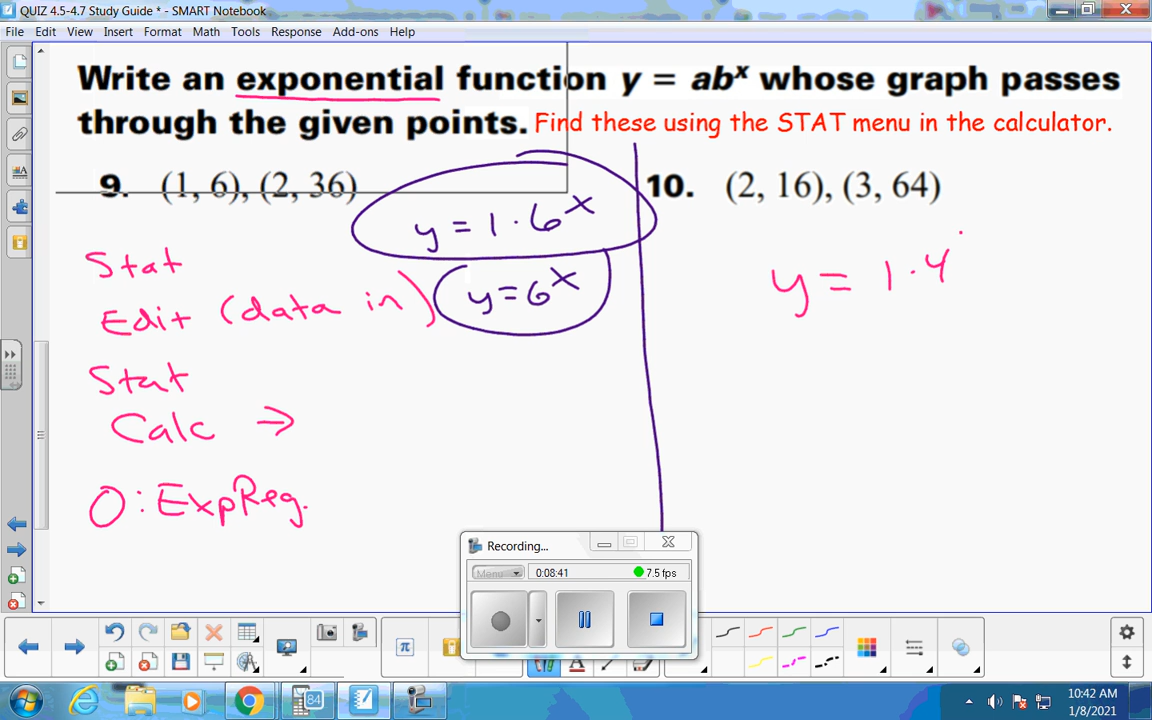 QUIZ 4.5-4.7 Study Guide * - SMART Notebook
File Edit View Insert Format Math Tools Response Add-ons Help
Write an exponential function y = abˣ whose graph passes
through the given points. Find these using the STAT menu in the calculator.
9. (1, 6), (2, 36)
y = 1 · 6ˣ
y = 6ˣ
Stat
Edit (data in)
Stat
Calc ⇒
0: ExpReg.
10. (2, 16), (3, 64)
y = 1 · 4
Recording...
Menu 0:08:41 7.5 fps
π
A
84
10:42 AM
1/8/2021